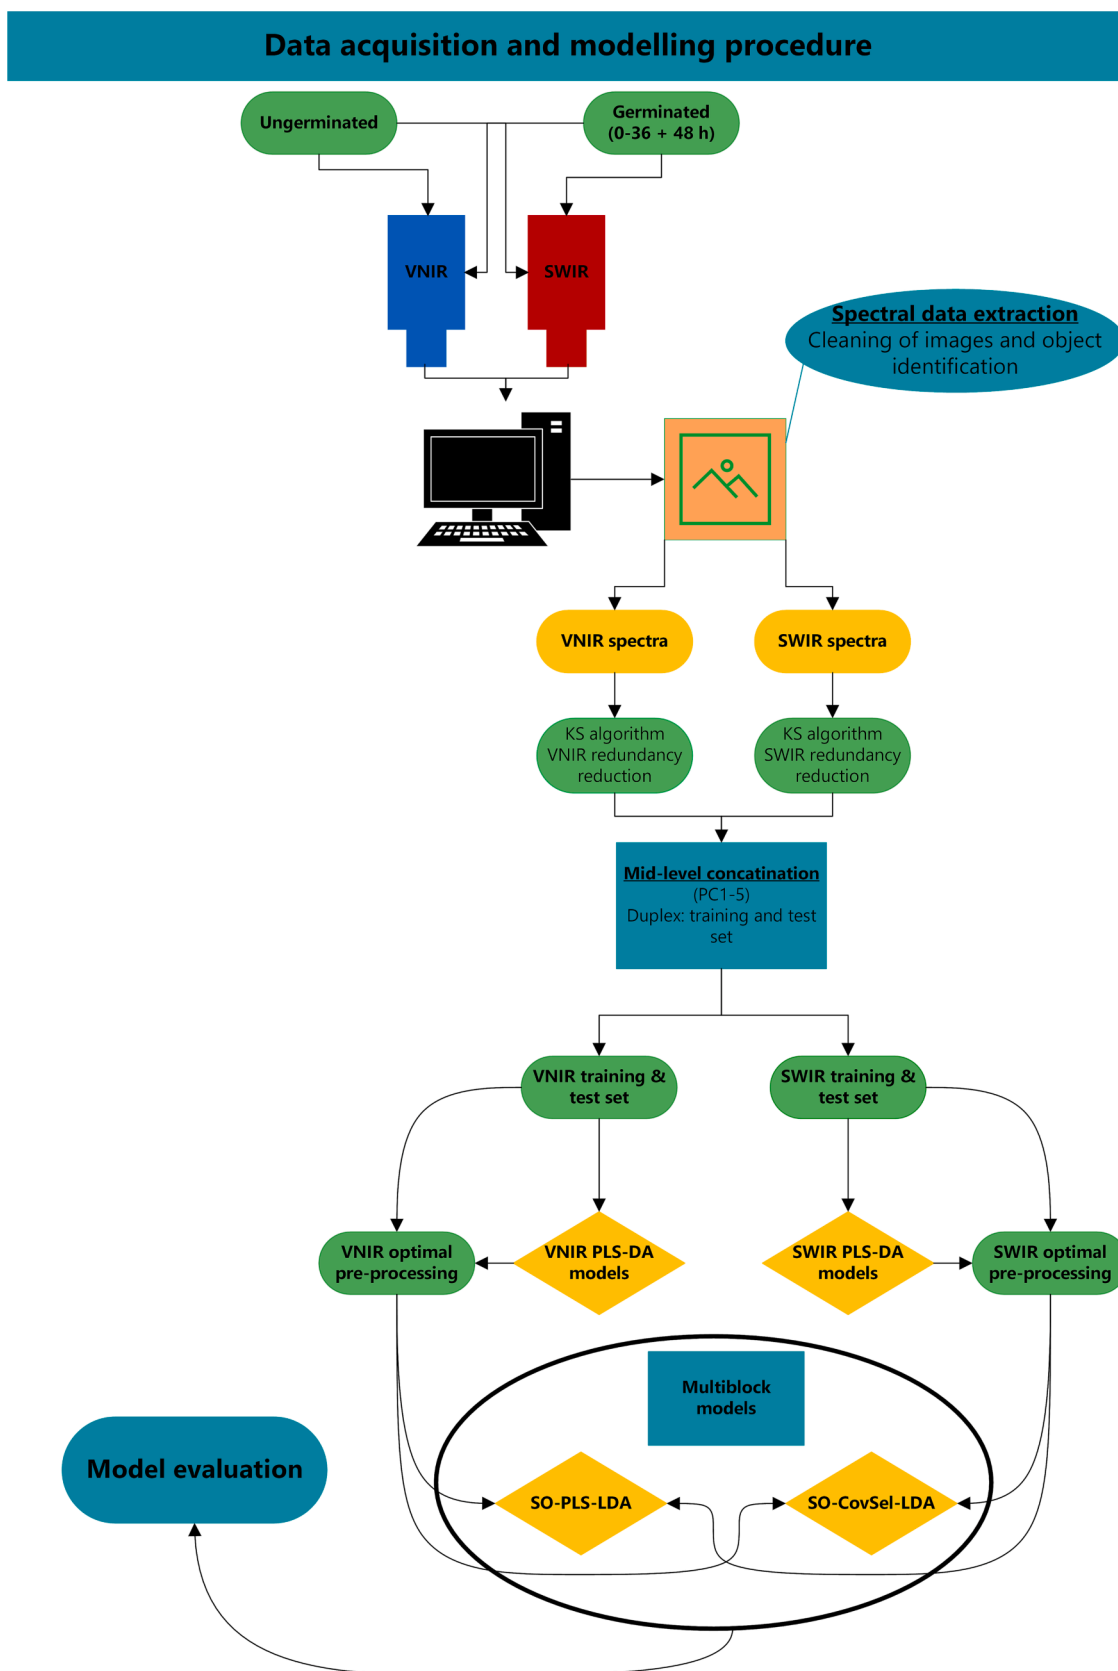 Data acquisition and modelling procedure
Ungerminated
Germinated
(0-36 + 48 h)
VNIR
SWIR
Spectral data extraction
Cleaning of images and object
identification
VNIR spectra
SWIR spectra
KS algorithm
VNIR redundancy
reduction
KS algorithm
SWIR redundancy
reduction
Mid-level concatination
(PC1-5)
Duplex: training and test
set
VNIR training &
test set
SWIR training &
test set
VNIR optimal
pre-processing
VNIR PLS-DA
models
SWIR PLS-DA
models
SWIR optimal
pre-processing
Multiblock
models
Model evaluation
SO-PLS-LDA
SO-CovSel-LDA